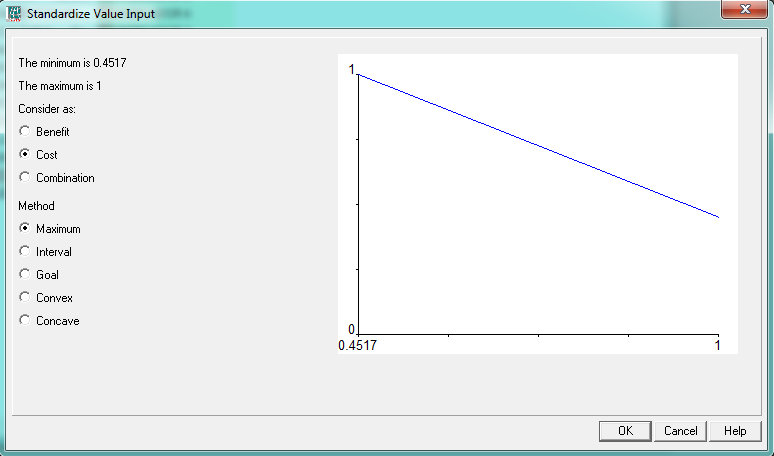 Standardize Value Input
The minimum is 0.4517
The maximum is 1
Consider as:
Benefit
Cost
Combination
Method
Maximum
Interval
Goal
Convex
Concave
1
0
0.4517 1
OK Cancel Help